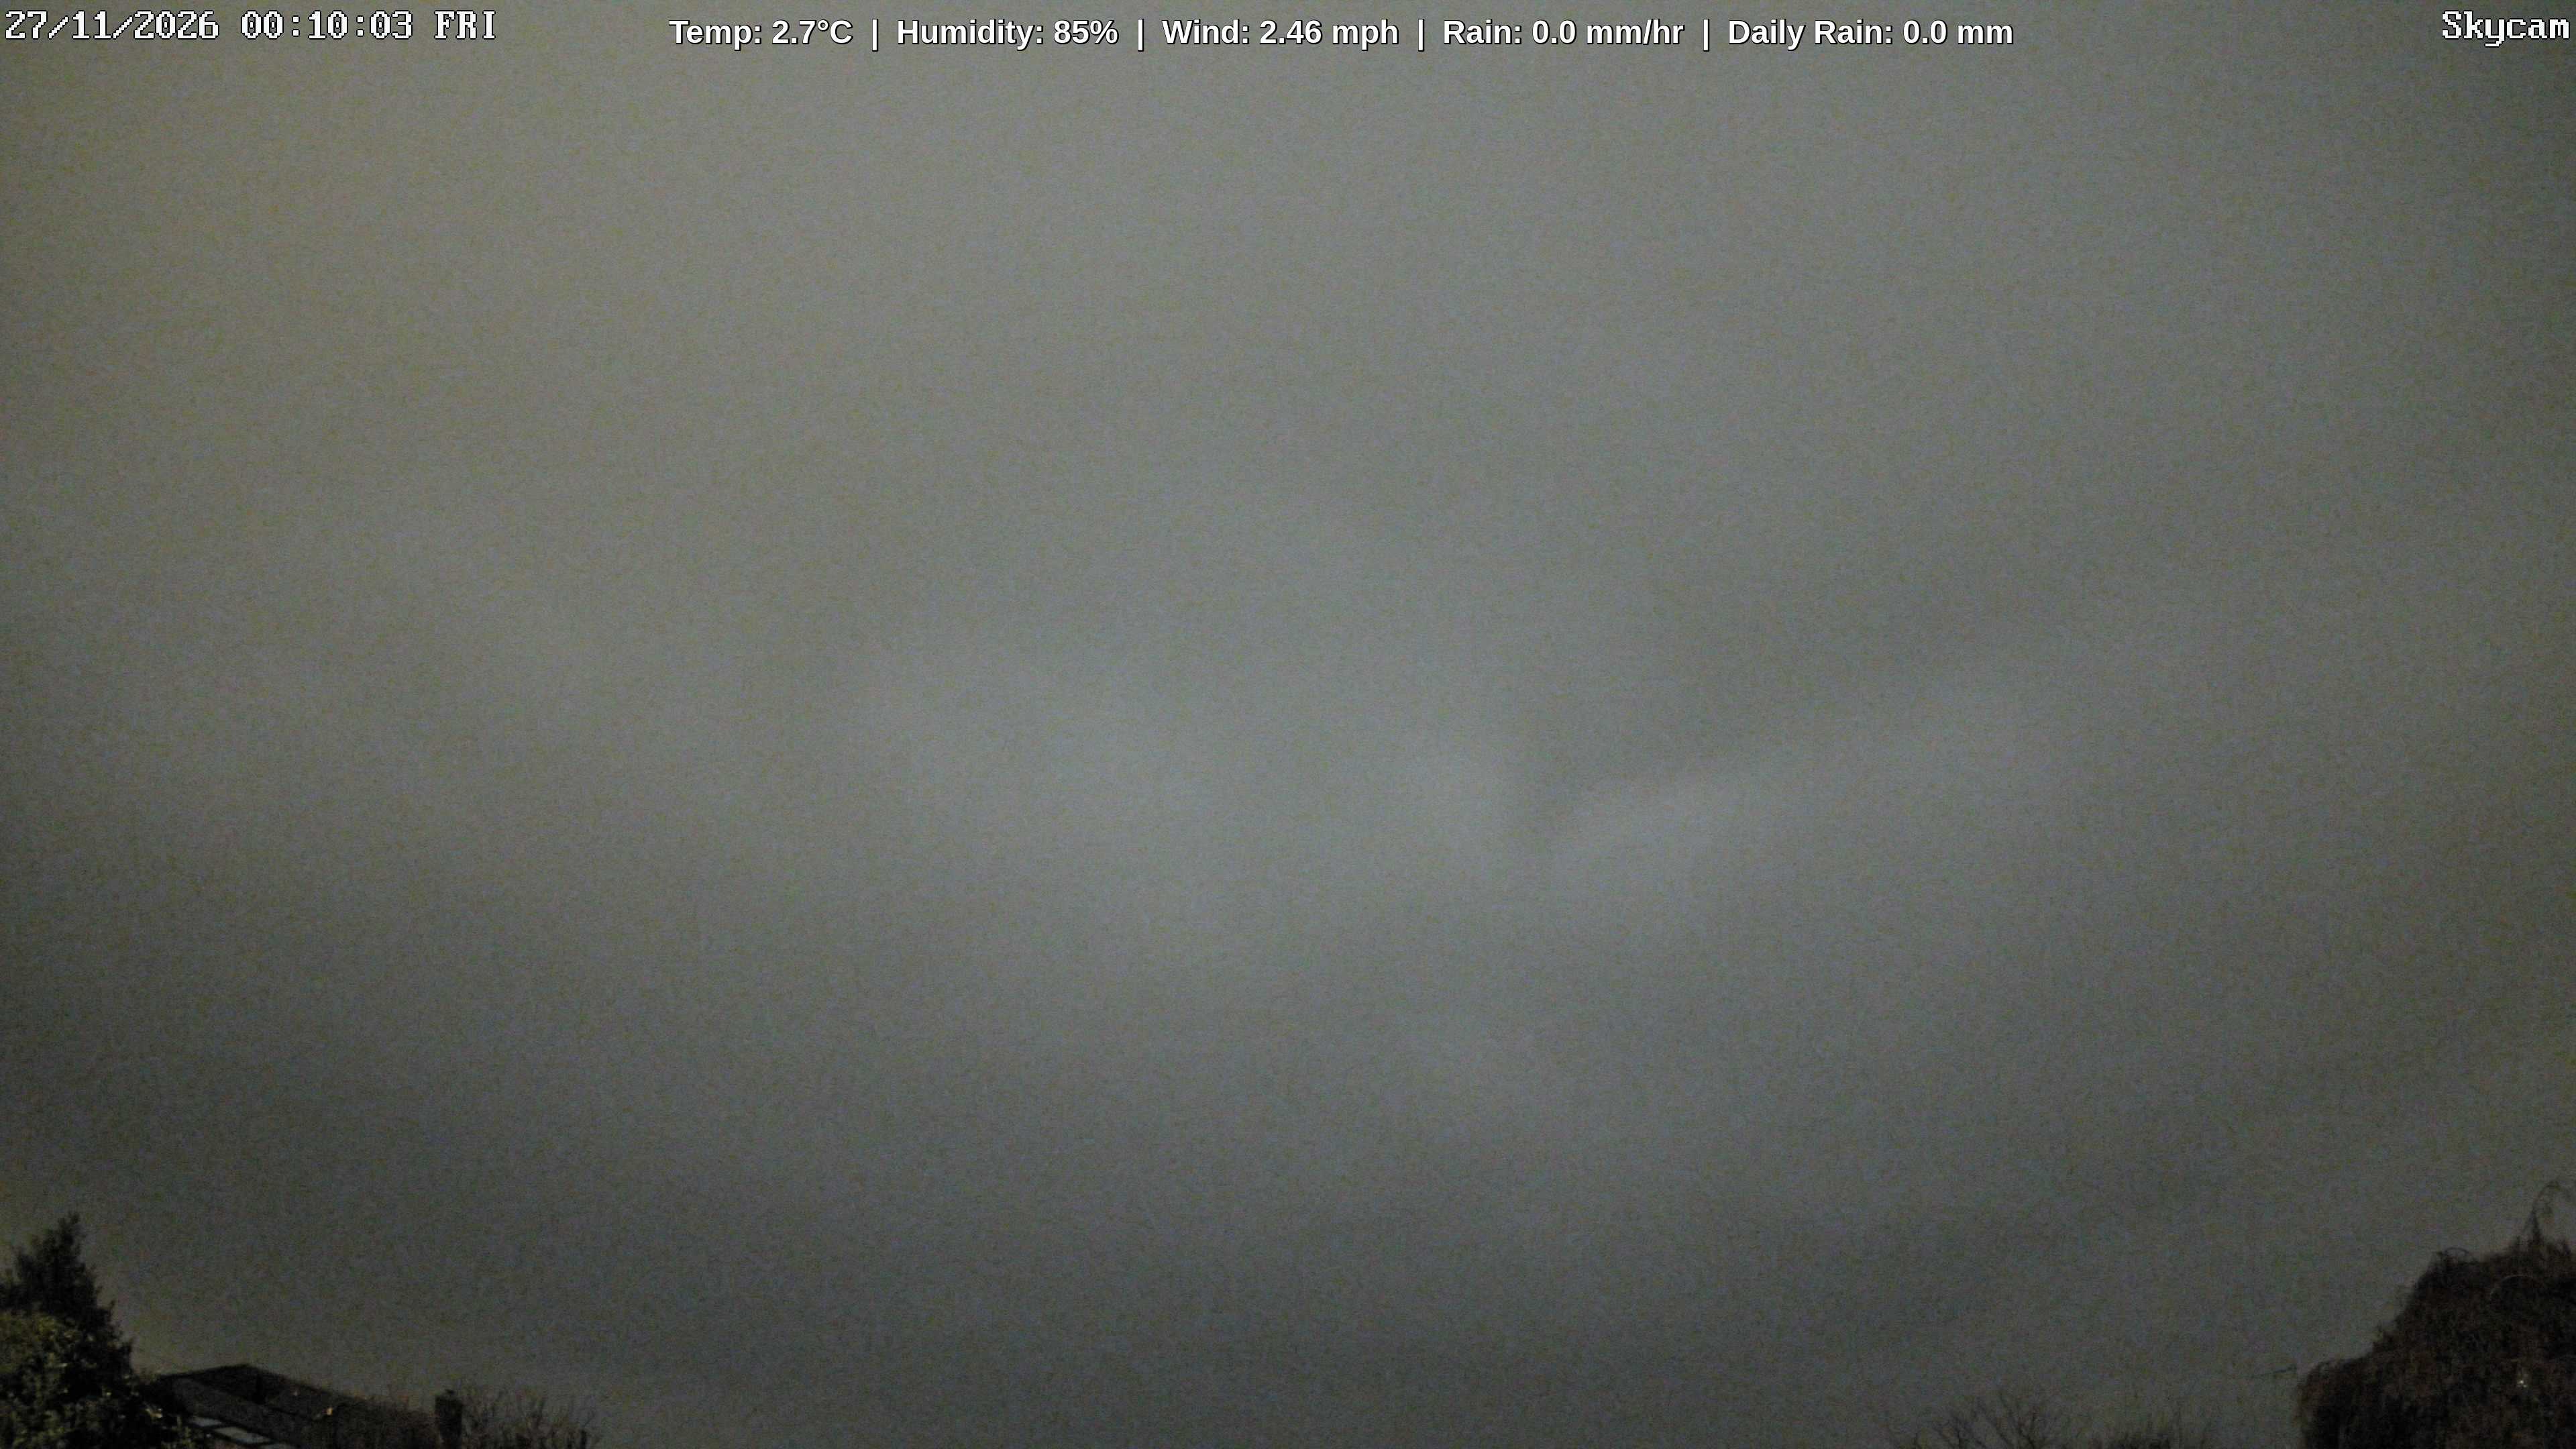 27/11/2026 00:10:03 FRI
Temp: 2.7°C | Humidity: 85% | Wind: 2.46 mph | Rain: 0.0 mm/hr | Daily Rain: 0.0 mm
Skycam